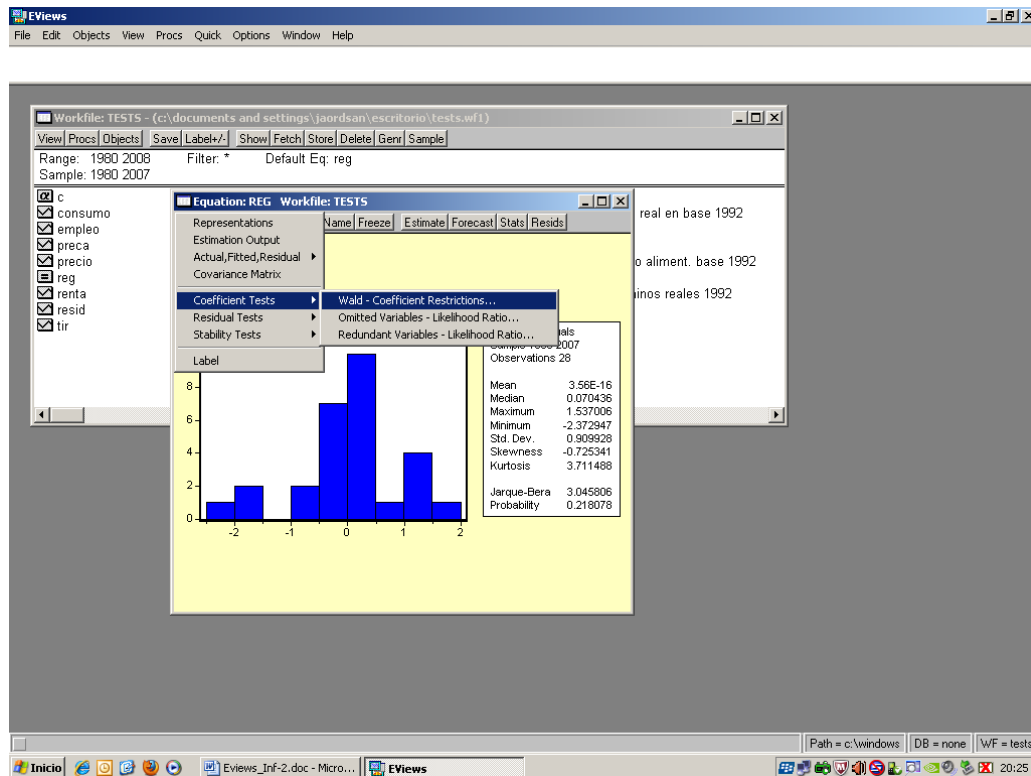 EViews
File Edit Objects View Procs Quick Options Window Help
Workfile: TESTS - (c:\documents and settings\jaordsan\escritorio\tests.wf1)
View Procs Objects Save Label+/- Show Fetch Store Delete Genr Sample
Range: 1980 2008 Filter: * Default Eq: reg
Sample: 1980 2007
c
consumo
empleo
preca
precio
reg
renta
resid
tir
real en base 1992
o aliment. base 1992
inos reales 1992
Equation: REG Workfile: TESTS
Name Freeze Estimate Forecast Stats Resids
Representations
Estimation Output
Actual,Fitted,Residual
Covariance Matrix
Coefficient Tests
Residual Tests
Stability Tests
Label
Wald - Coefficient Restrictions...
Omitted Variables - Likelihood Ratio...
Redundant Variables - Likelihood Ratio...
2007
Observations 28
Mean 3.56E-16
Median 0.070436
Maximum 1.537006
Minimum -2.372947
Std. Dev. 0.909928
Skewness -0.725341
Kurtosis 3.711488
Jarque-Bera 3.045806
Probability 0.218078
8
6
4
2
0
-2 -1 0 1 2
Path = c:\windows DB = none WF = tests
Inicio Eviews_Inf-2.doc - Micro... EViews 20:25